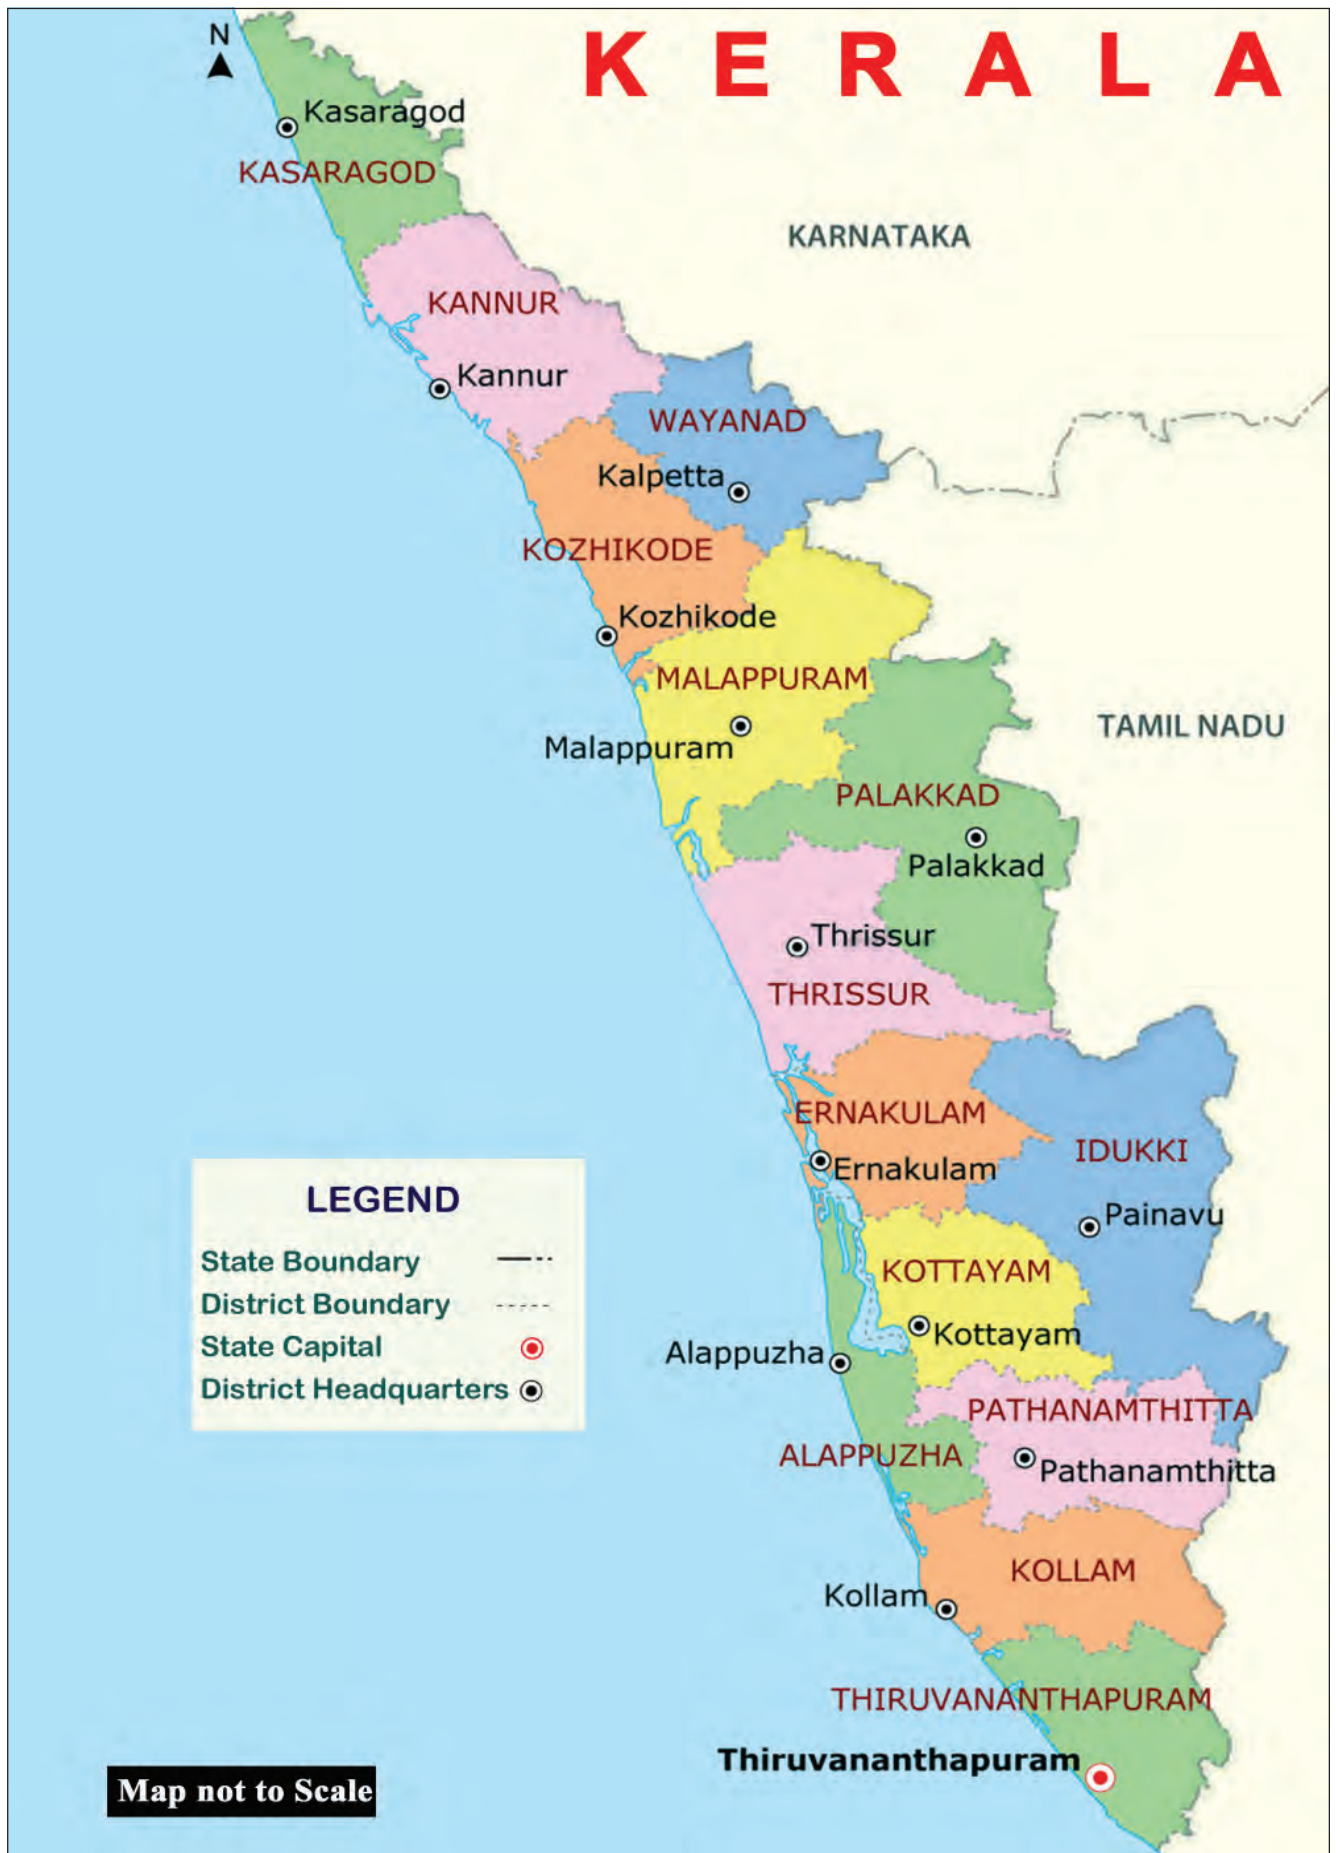 K E R A L A
N
Kasaragod
KASARAGOD
KARNATAKA
KANNUR
Kannur
WAYANAD
Kalpetta
KOZHIKODE
Kozhikode
MALAPPURAM
TAMIL NADU
Malappuram
PALAKKAD
Palakkad
Thrissur
THRISSUR
ERNAKULAM
IDUKKI
Ernakulam
Painavu
KOTTAYAM
Kottayam
Alappuzha
PATHANAMTHITTA
ALAPPUZHA
Pathanamthitta
KOLLAM
Kollam
THIRUVANANTHAPURAM
Thiruvananthapuram
LEGEND
State Boundary
District Boundary
State Capital
District Headquarters
Map not to Scale